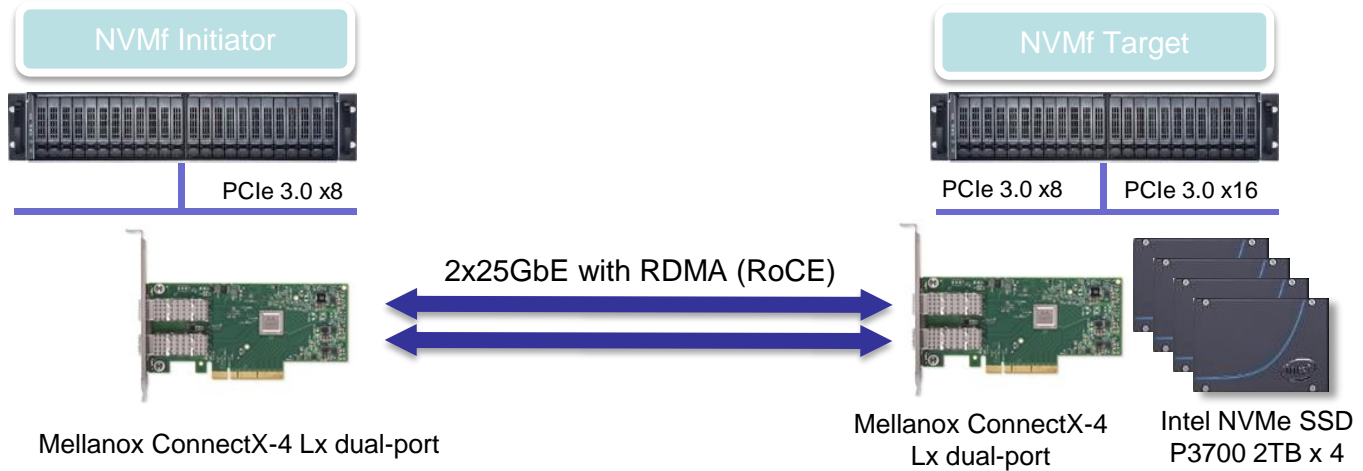 NVMf Initiator
NVMf Target
PCIe 3.0 x8
PCIe 3.0 x8
PCIe 3.0 x16
2x25GbE with RDMA (RoCE)
Mellanox ConnectX-4 Lx dual-port
Mellanox ConnectX-4
Lx dual-port
Intel NVMe SSD
P3700 2TB x 4